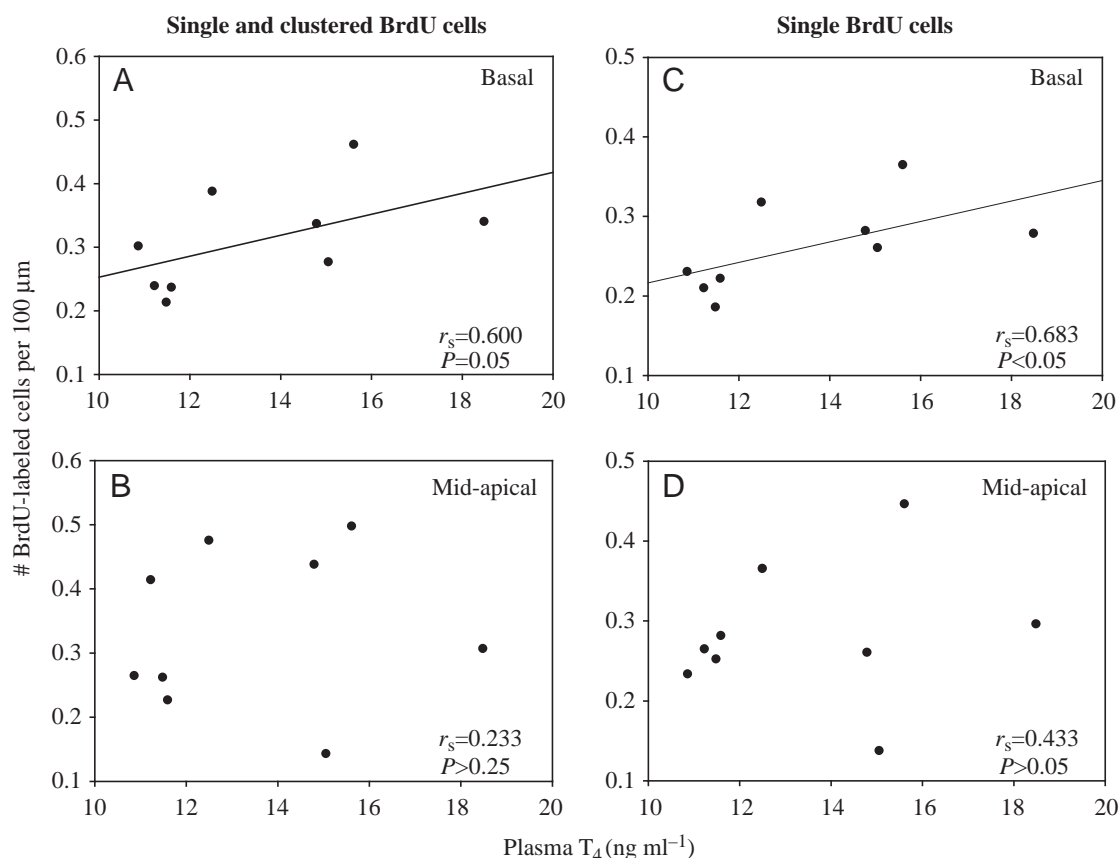 Single and clustered BrdU cells
Single BrdU cells
# BrdU-labeled cells per 100 µm
A
Basal
0.6
0.5
0.4
0.3
0.2
0.1
10 12 14 16 18 20
rs=0.600
P=0.05
C
Basal
0.5
0.4
0.3
0.2
0.1
10 12 14 16 18 20
rs=0.683
P<0.05
B
Mid-apical
0.6
0.5
0.4
0.3
0.2
0.1
10 12 14 16 18 20
rs=0.233
P>0.25
D
Mid-apical
0.5
0.4
0.3
0.2
0.1
10 12 14 16 18 20
rs=0.433
P>0.05
Plasma T4 (ng ml−1)